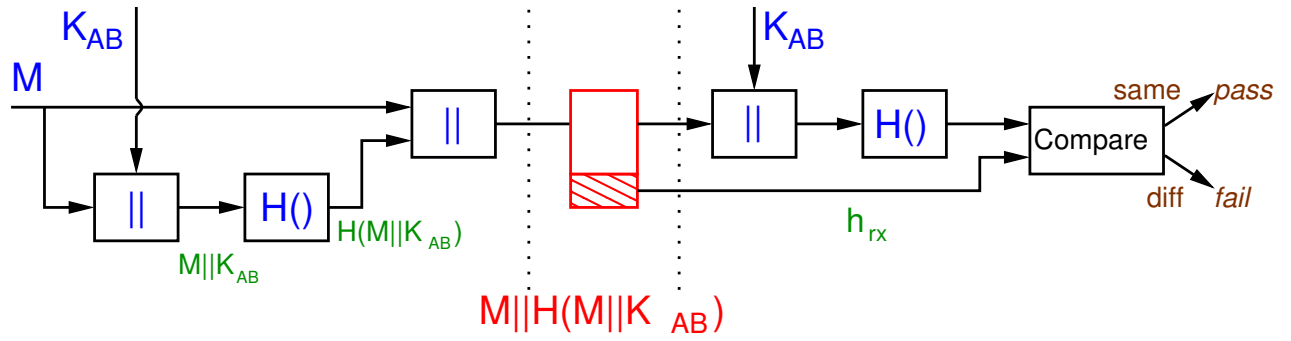 K_AB
M
||
H()
M||K_AB
H(M||K_AB)
||
M||H(M||K_AB)
K_AB
||
H()
h_rx
Compare
same
pass
diff
fail